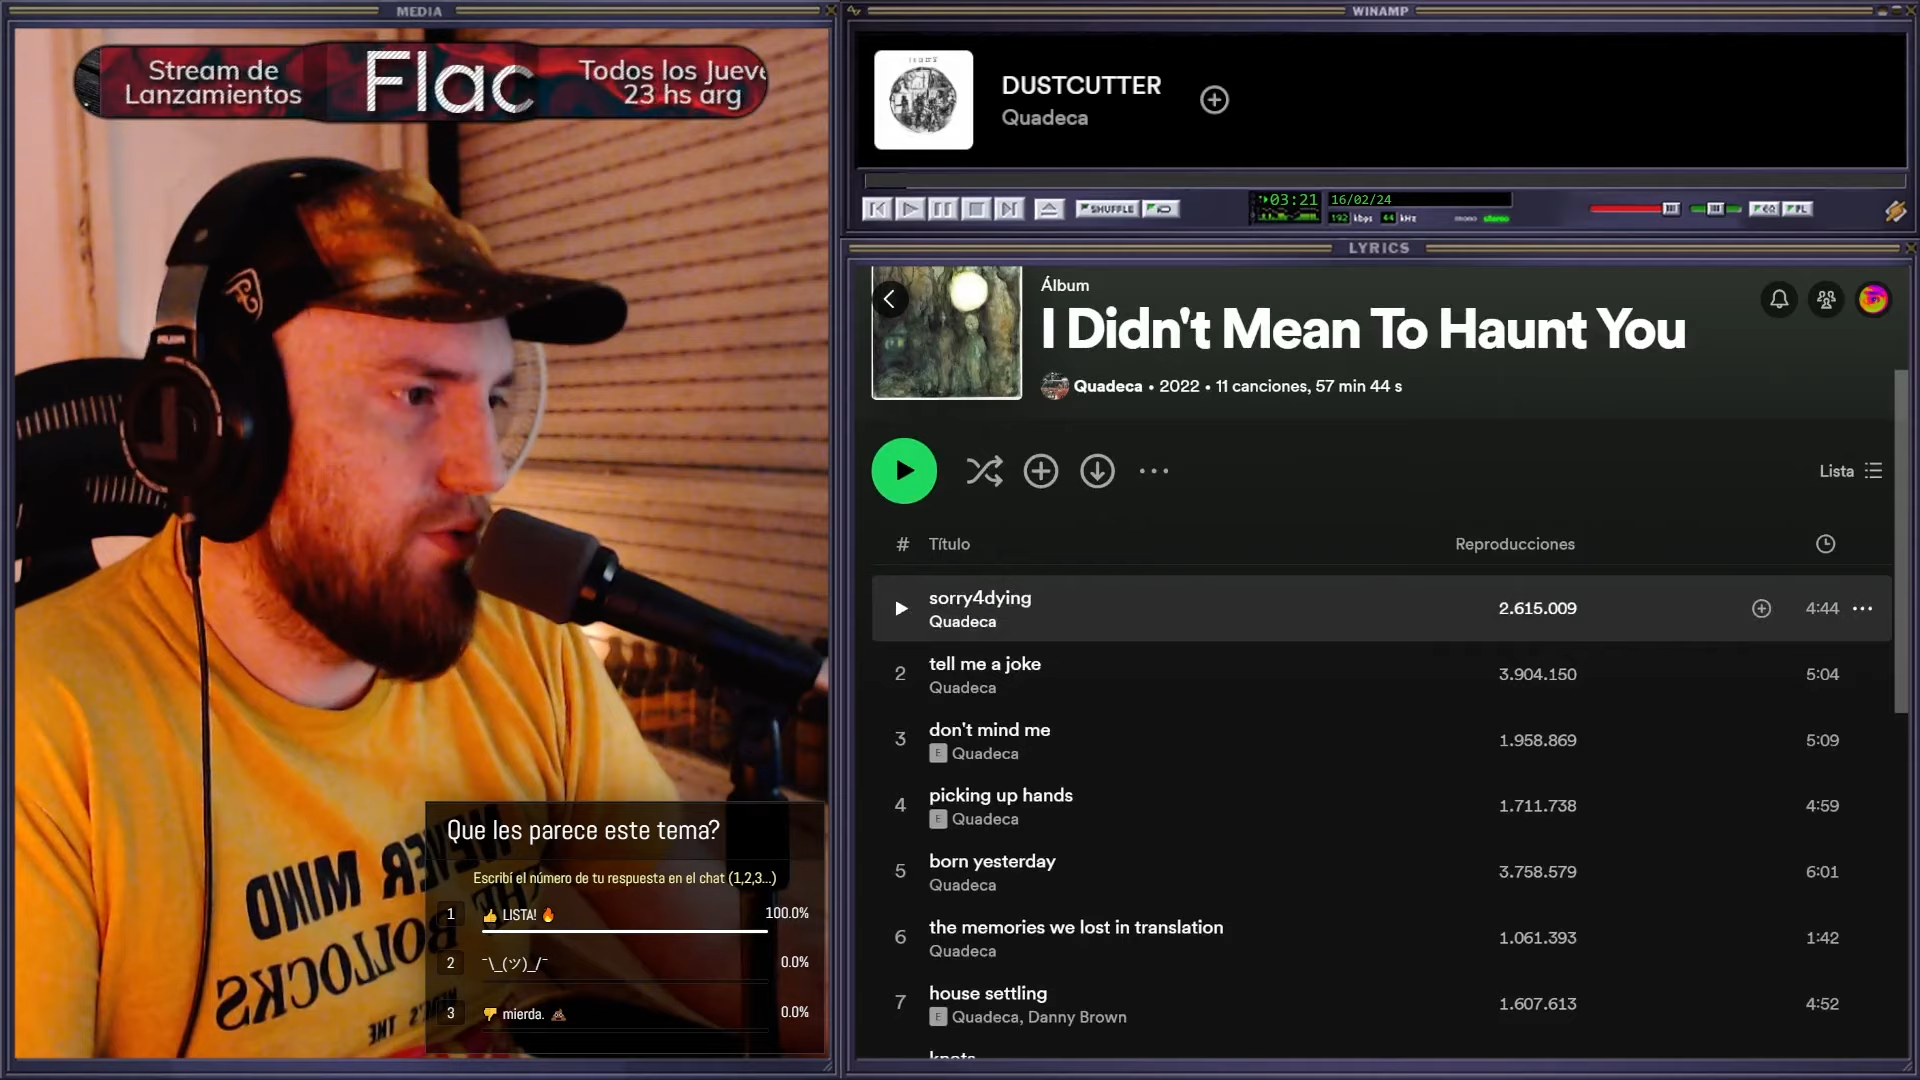 MEDIA
Stream de
Lanzamientos
Flac
Todos los Jueve
23 hs arg
NEVER MIND
THE
BOLLOCKS
Que les parece este tema?
Escribí el número de tu respuesta en el chat (1,2,3...)
1 👍 LISTA! 🔥 100.0%
2 ¯\_(ツ)_/¯ 0.0%
3 👎 mierda. 💩 0.0%
WINAMP
DUSTCUTTER
Quadeca
SHUFFLE
03:21
16/02/24
192 kbps 44 kHz mono stereo
EQ PL
LYRICS
Álbum
I Didn't Mean To Haunt You
Quadeca • 2022 • 11 canciones, 57 min 44 s
Lista
# Título Reproducciones
sorry4dying 2.615.009 4:44
Quadeca
2 tell me a joke 3.904.150 5:04
Quadeca
3 don't mind me 1.958.869 5:09
E Quadeca
4 picking up hands 1.711.738 4:59
E Quadeca
5 born yesterday 3.758.579 6:01
Quadeca
6 the memories we lost in translation 1.061.393 1:42
Quadeca
7 house settling 1.607.613 4:52
E Quadeca, Danny Brown
knots